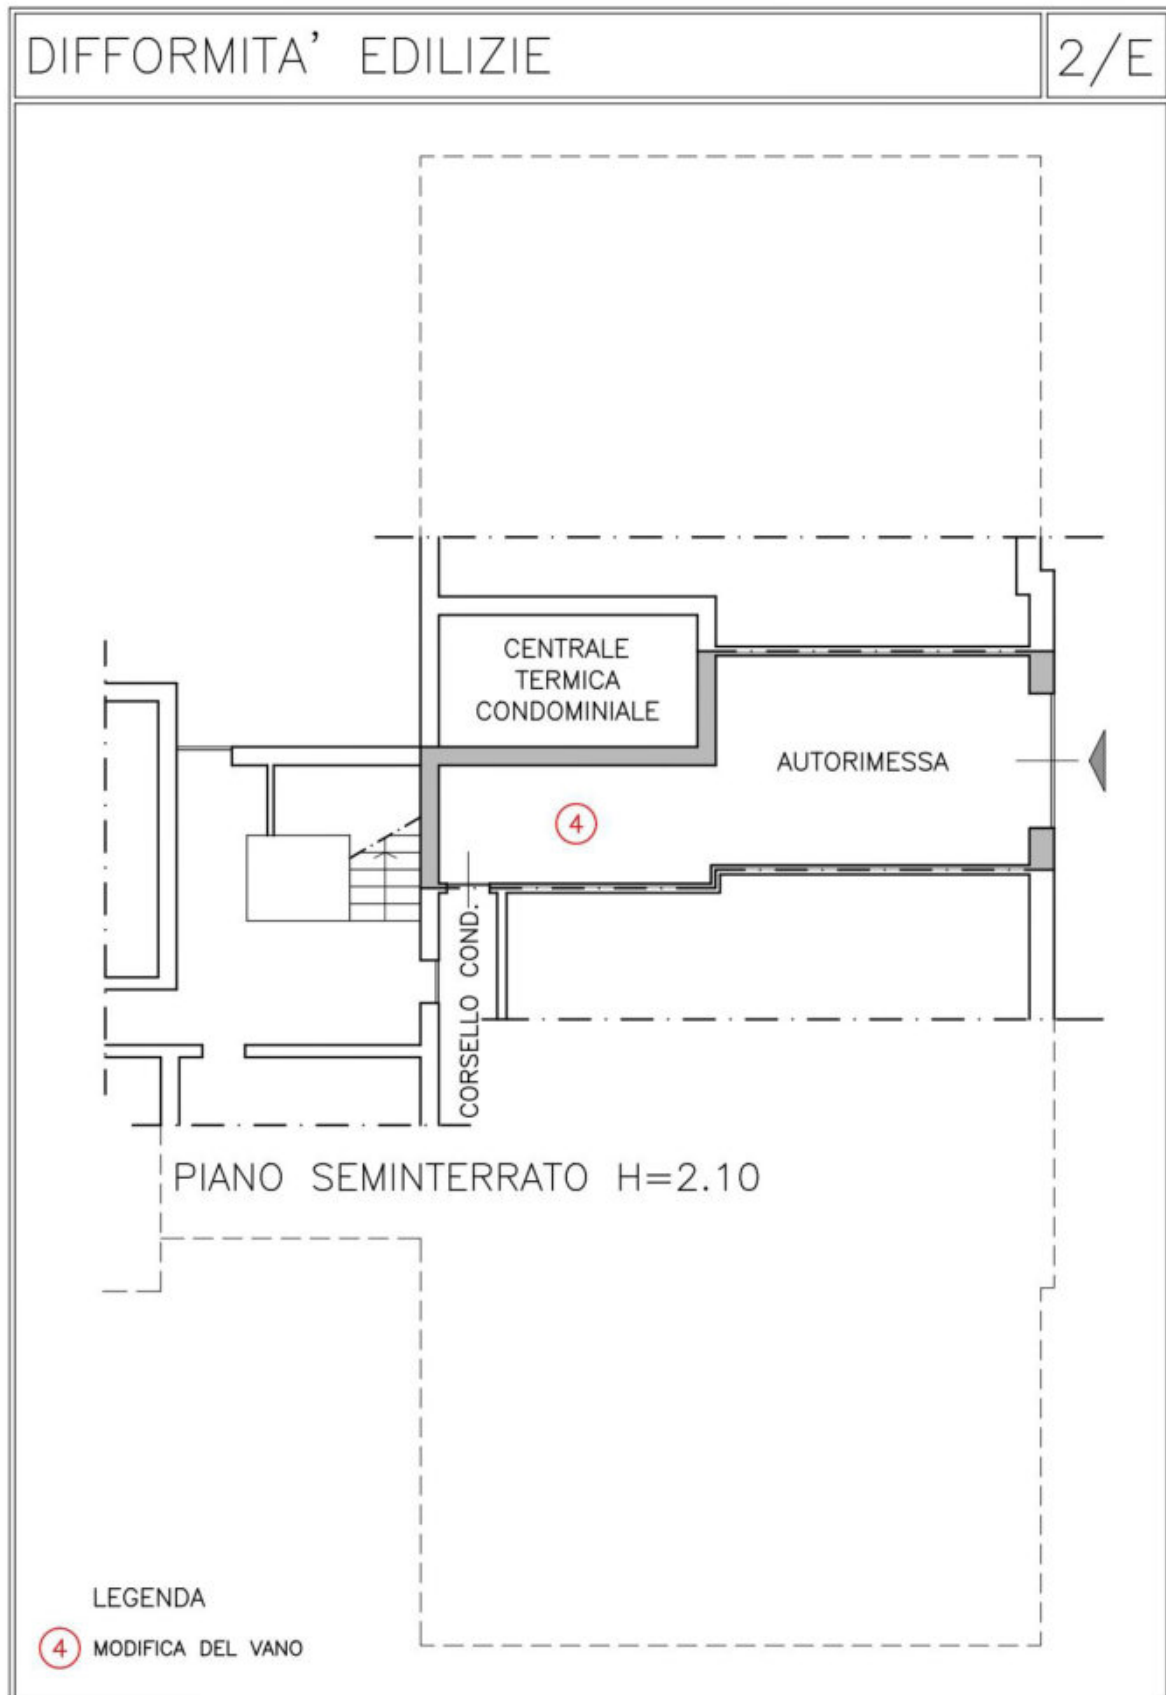 DIFFORMITA' EDILIZIE
2/E
CENTRALE
TERMICA
CONDOMINIALE
AUTORIMESSA
4
CORSELLO COND.
PIANO SEMINTERRATO H=2.10
LEGENDA
4 MODIFICA DEL VANO